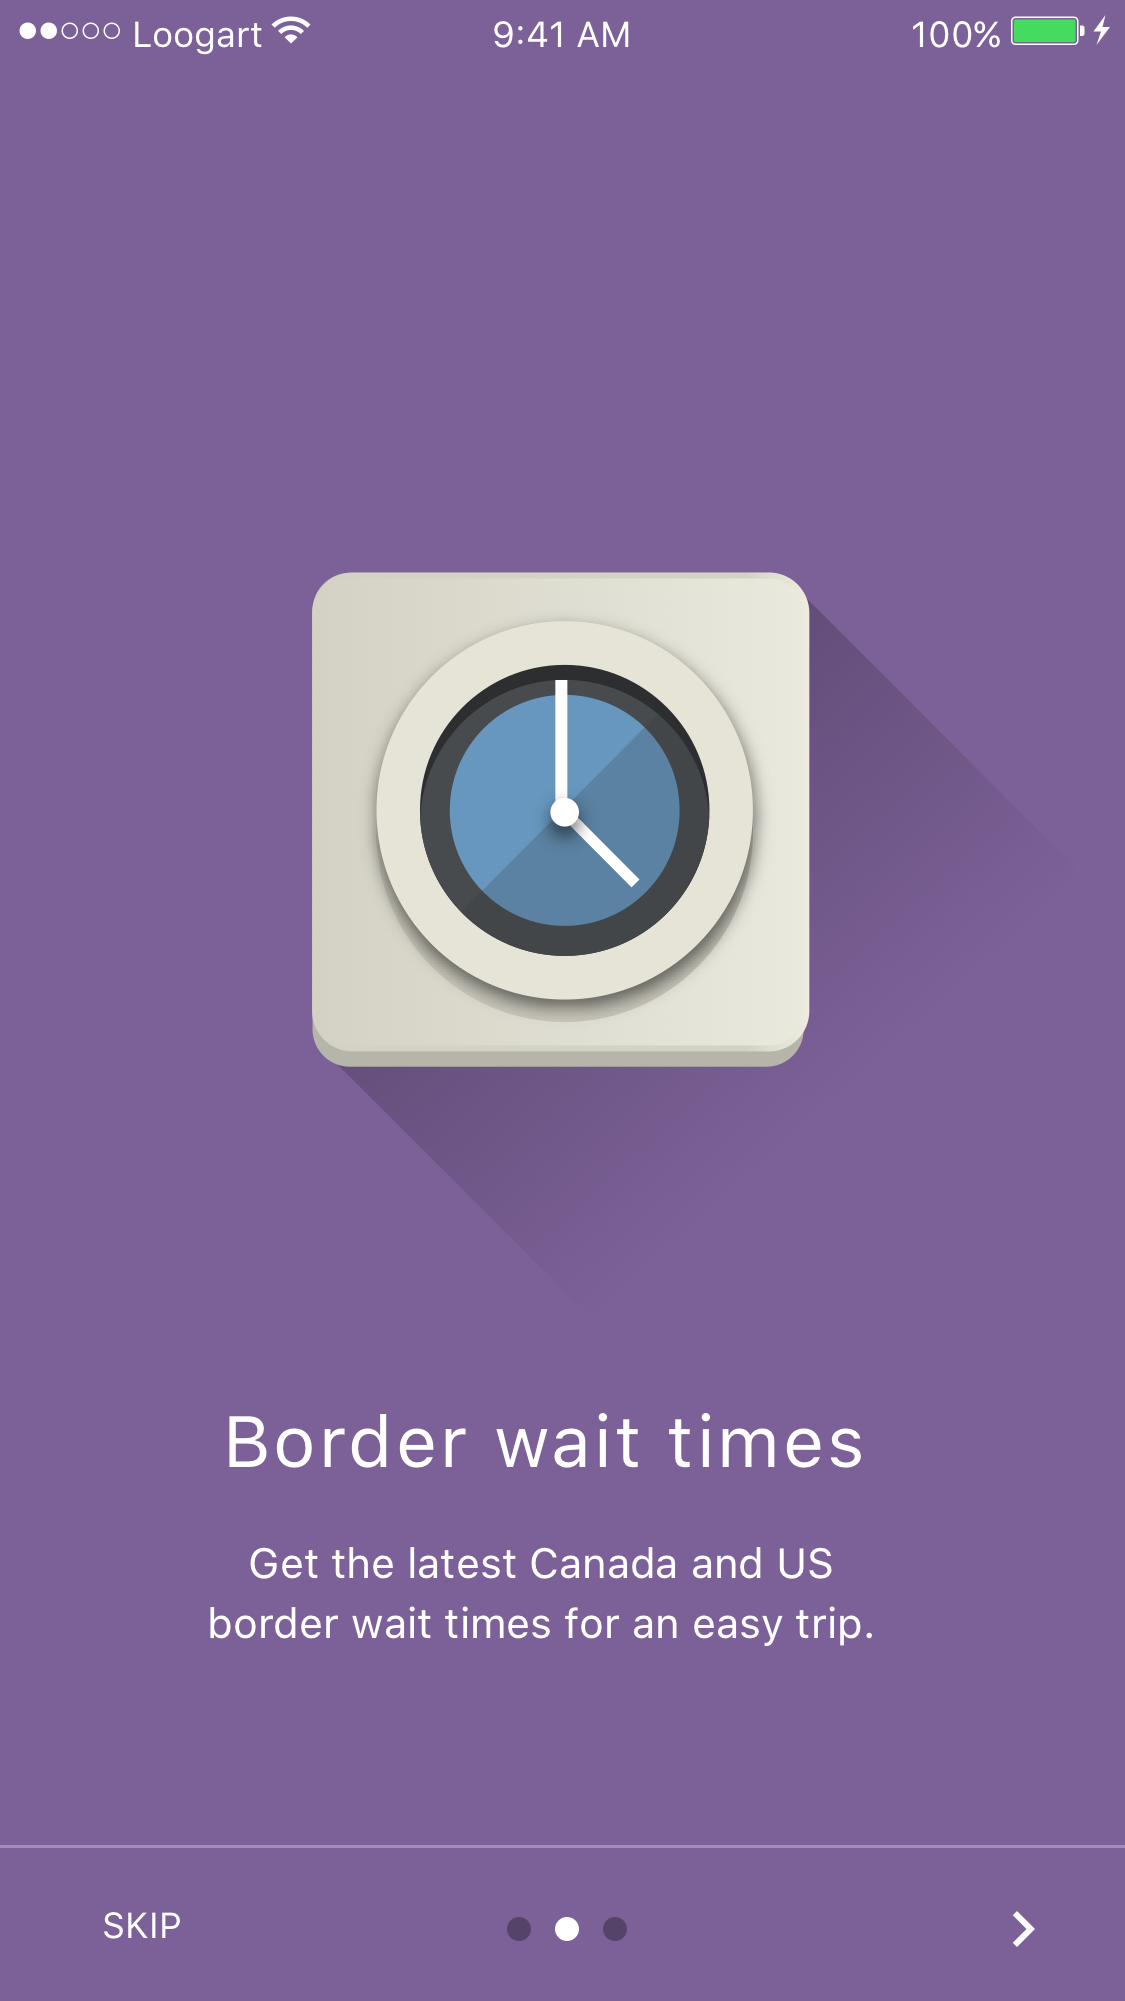 Loogart 9:41 AM 100%
Border wait times
Get the latest Canada and US
border wait times for an easy trip.
SKIP